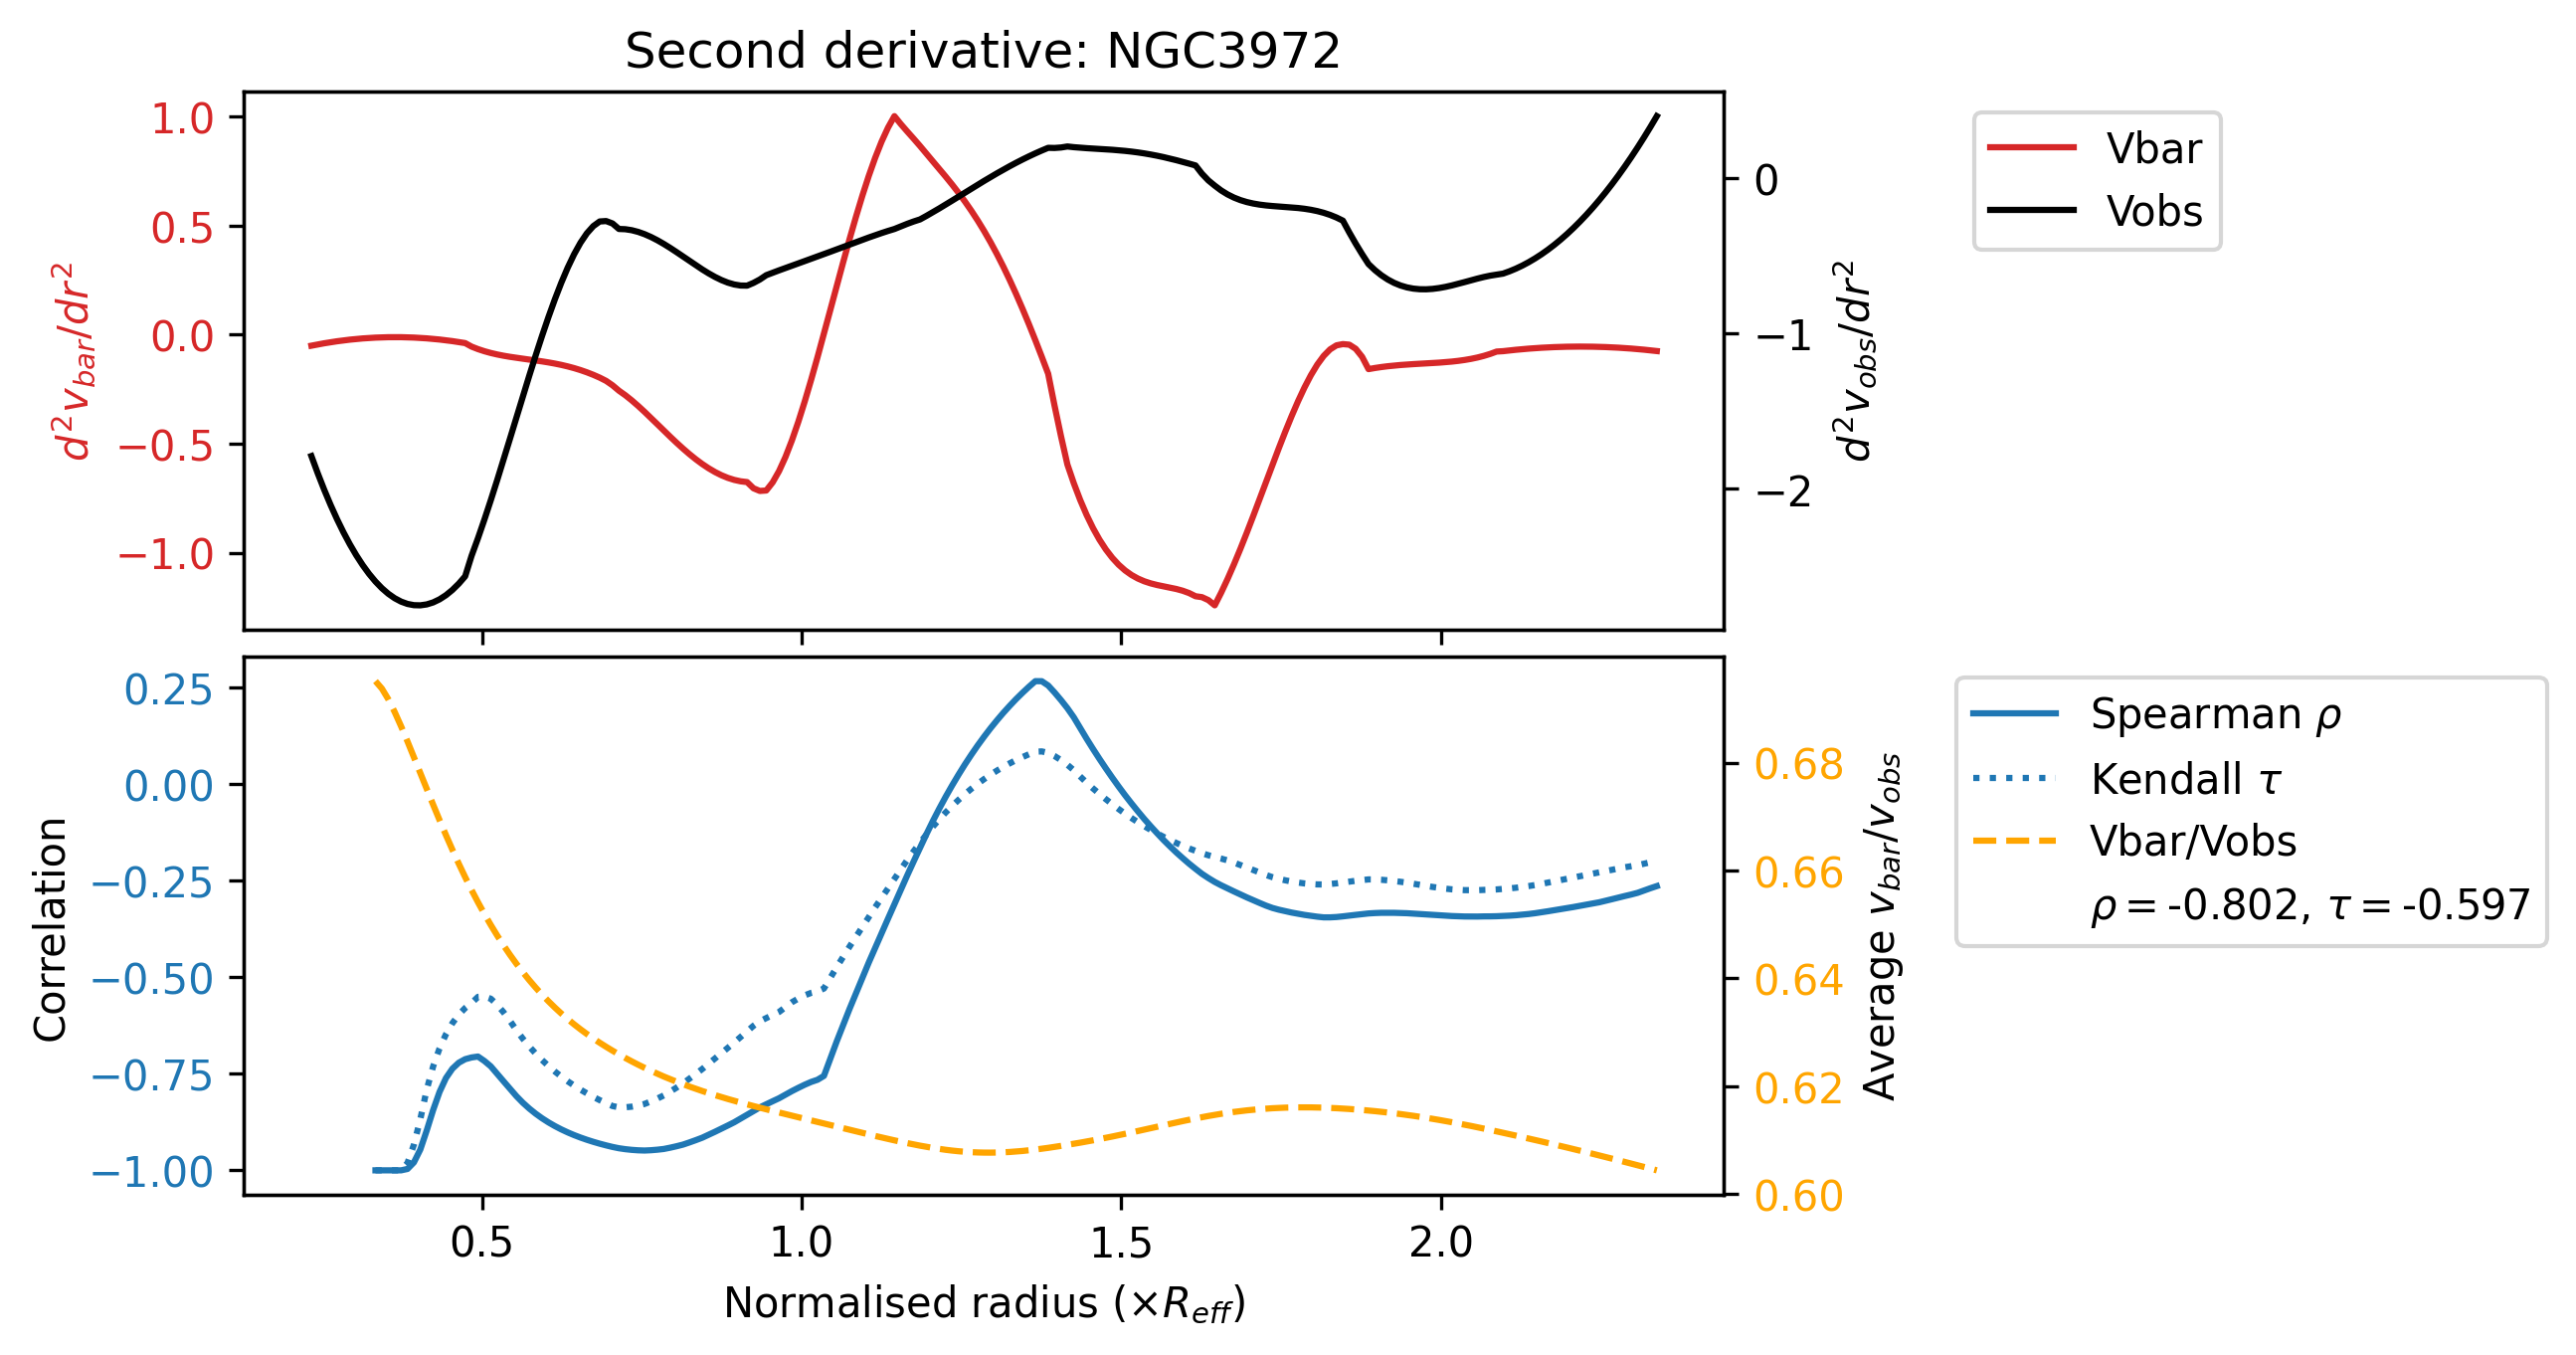 Second derivative: NGC3972
1.0
0.5
0.0
−0.5
−1.0
d²v_bar/dr²
0
−1
−2
d²v_obs/dr²
Vbar
Vobs
0.25
0.00
−0.25
−0.50
−0.75
−1.00
Correlation
0.68
0.66
0.64
0.62
0.60
Average v_bar/v_obs
Spearman ρ
Kendall τ
Vbar/Vobs
ρ = -0.802, τ = -0.597
0.5 1.0 1.5 2.0
Normalised radius (×R_eff)